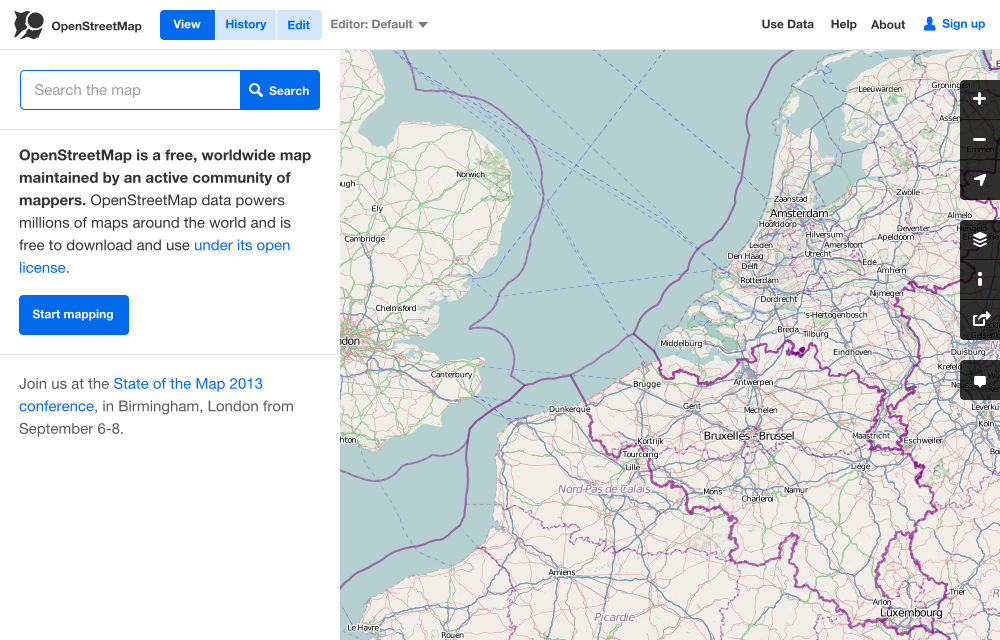 OpenStreetMap
View
History
Edit
Editor: Default
Use Data
Help
About
Sign up
Search the map
Search
OpenStreetMap is a free, worldwide map
maintained by an active community of
mappers. OpenStreetMap data powers
millions of maps around the world and is
free to download and use under its open
license.
Start mapping
Join us at the State of the Map 2013
conference, in Birmingham, London from
September 6-8.
Leeuwarden
Groning
Assen
Emmen
Norwich
ough
Zwolle
Zaanstad
Ely
Amsterdam
Almelo
Hoofddorp
Deventer
Hengelo
Cambridge
Hilversum
Apeldoorn
Leiden
Amersfoort
Den Haag
Utrecht
Delft
Ede
Arnhem
Rotterdam
Nijmegen
Dordrecht
Chelmsford
's-Hertogenbosch
Breda
Tilburg
don
Middelburg
Eindhoven
Duisburg
Krefel
Canterbury
Brugge
Antwerpen
Gent
Mechelen
Dunkerque
Leverku
Köln
hton
Kortrijk
Bruxelles - Brussel
Maastricht
Eschweiler
Tourcoing
Lille
Liège
Nord-Pas de Calais
Mons
Namur
Charleroi
Amiens
Trier
Arlon
Luxembourg
Picardie
Le Havre
Rouen